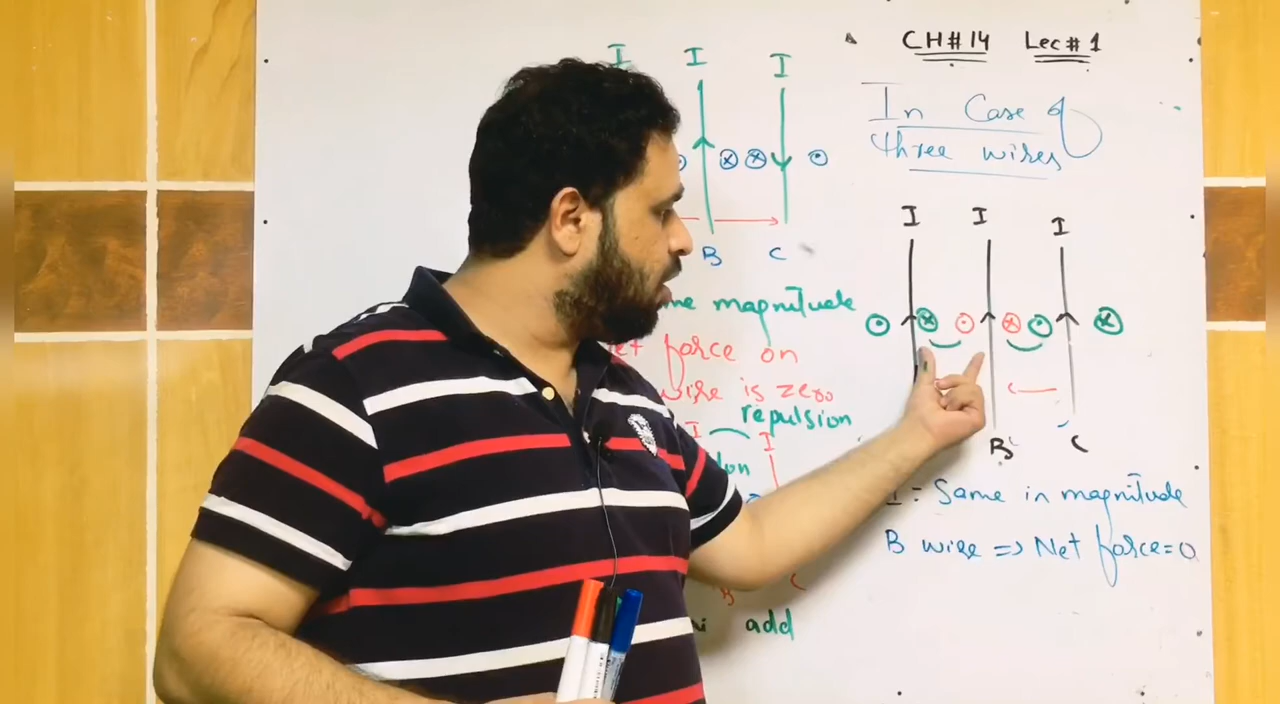 CH#14 Lec#1
In Case of
three wires
I I I
B C
me magnitude
force on
wire is zero
repulsion
I I
B C
add
I I I
B C
I = Same in magnitude
B wire => Net force=0